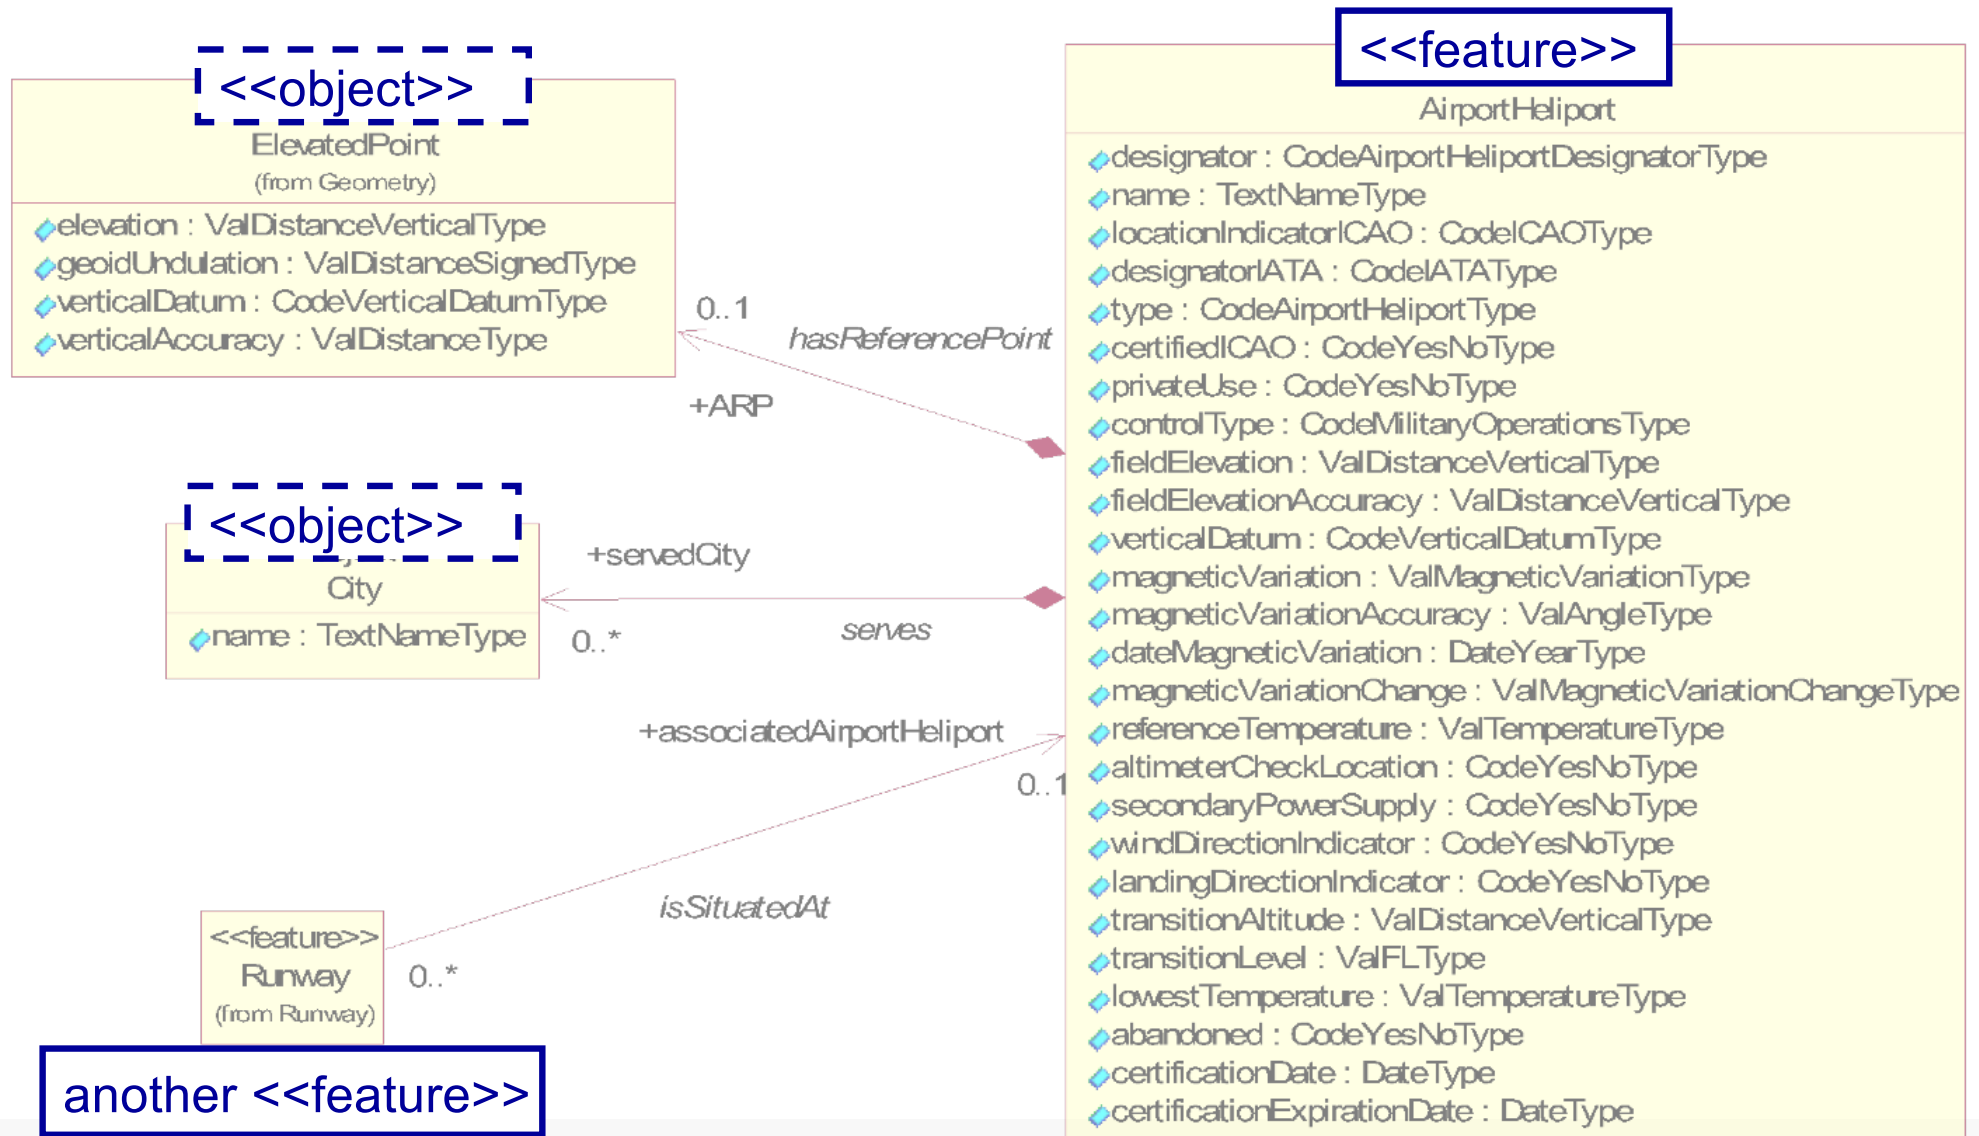 <<object>>
ElevatedPoint
(from Geometry)
elevation : ValDistanceVerticalType
geoidUndulation : ValDistanceSignedType
verticalDatum : CodeVerticalDatumType
verticalAccuracy : ValDistanceType
0..1
hasReferencePoint
+ARP
<<object>>
City
name : TextNameType
+servedCity
0..*
serves
+associatedAirportHeliport
0..1
isSituatedAt
<<feature>>
Runway
(from Runway)
0..*
another <<feature>>
<<feature>>
AirportHeliport
designator : CodeAirportHeliportDesignatorType
name : TextNameType
locationIndicatorICAO : CodeICAOType
designatorIATA : CodeIATAType
type : CodeAirportHeliportType
certifiedICAO : CodeYesNoType
privateUse : CodeYesNoType
controlType : CodeMilitaryOperationsType
fieldElevation : ValDistanceVerticalType
fieldElevationAccuracy : ValDistanceVerticalType
verticalDatum : CodeVerticalDatumType
magneticVariation : ValMagneticVariationType
magneticVariationAccuracy : ValAngleType
dateMagneticVariation : DateYearType
magneticVariationChange : ValMagneticVariationChangeType
referenceTemperature : ValTemperatureType
altimeterCheckLocation : CodeYesNoType
secondaryPowerSupply : CodeYesNoType
windDirectionIndicator : CodeYesNoType
landingDirectionIndicator : CodeYesNoType
transitionAltitude : ValDistanceVerticalType
transitionLevel : ValFLType
lowestTemperature : ValTemperatureType
abandoned : CodeYesNoType
certificationDate : DateType
certificationExpirationDate : DateType